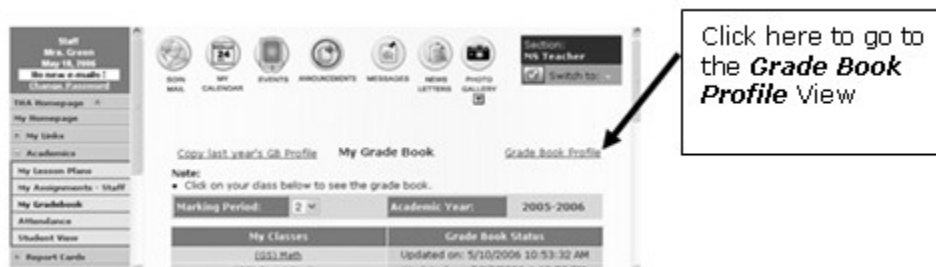 Staff
Mrs. Green
May 18, 2006
No new e-mails !
Change Password
THA Homepage
My Homepage
My Links
Academics
My Lesson Plans
My Assignments - Staff
My Gradebook
Attendance
Student View
Report Cards
24
MY
CALENDAR
EVENTS
ANNOUNCEMENTS
MESSAGES
NEWS
LETTERS
PHOTO
GALLERY
Section:
MS Teacher
Switch to:
Copy last year's GB Profile
My Grade Book
Grade Book Profile
Note:
• Click on your class below to see the grade book.
Marking Period: 2
Academic Year: 2005-2006
My Classes
Grade Book Status
(GS) Math
Updated on: 5/10/2006 10:53:32 AM
Click here to go to
the Grade Book
Profile View